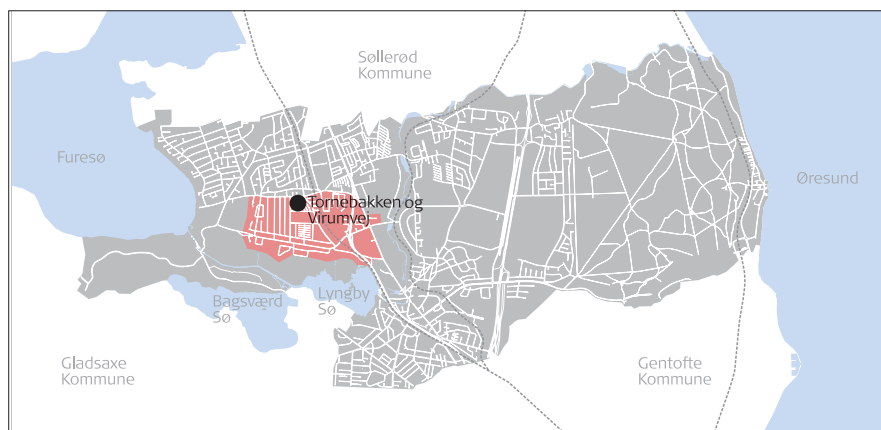 Søllerød
Kommune
Furesø
Øresund
Tornebakken og
Virumvej
Bagsværd
Sø
Lyngby
Sø
Gladsaxe
Kommune
Gentofte
Kommune